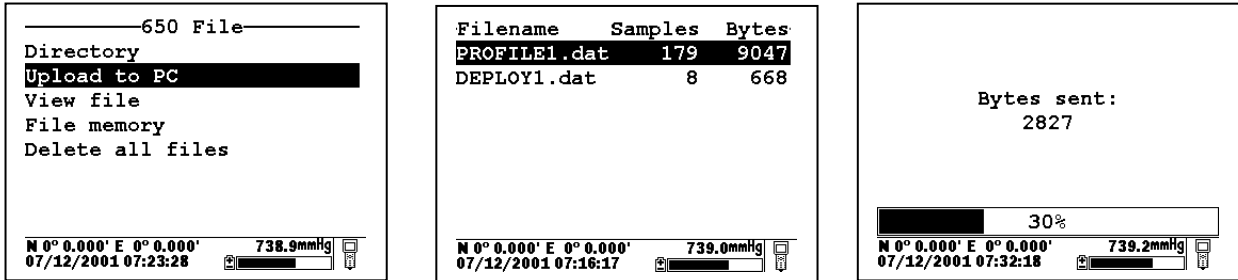 650 File
Directory
Upload to PC
View file
File memory
Delete all files
N 0° 0.000' E 0° 0.000' 738.9mmHg
07/12/2001 07:23:28
Filename Samples Bytes
PROFILE1.dat 179 9047
DEPLOY1.dat 8 668
N 0° 0.000' E 0° 0.000' 739.0mmHg
07/12/2001 07:16:17
Bytes sent:
2827
30%
N 0° 0.000' E 0° 0.000' 739.2mmHg
07/12/2001 07:32:18